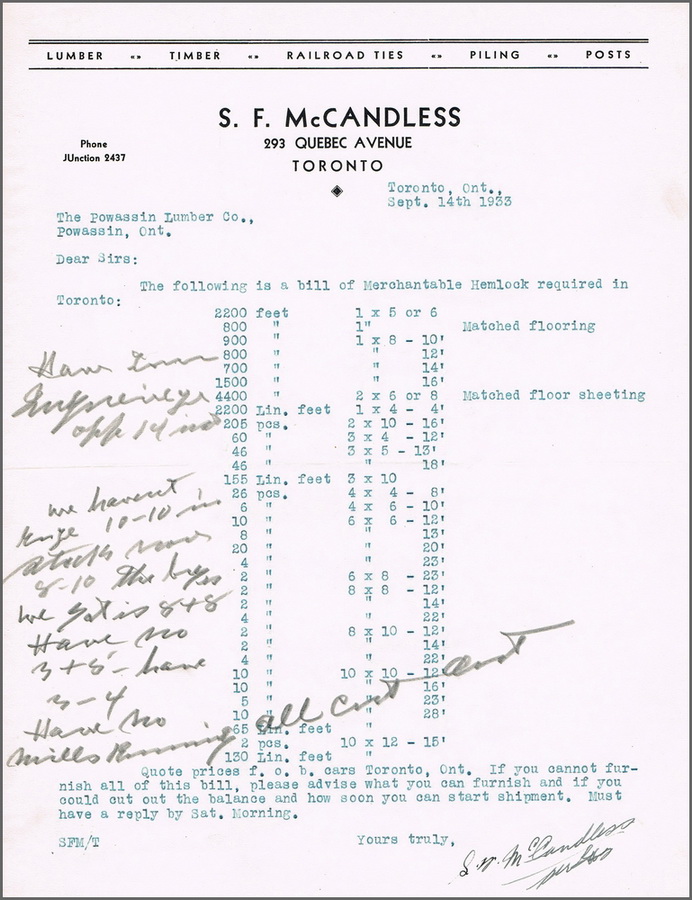 LUMBER «» TIMBER «» RAILROAD TIES «» PILING «» POSTS
S. F. McCANDLESS
293 QUEBEC AVENUE
TORONTO
Phone
JUnction 2437
Toronto, Ont.,
Sept. 14th 1933
The Powassin Lumber Co.,
Powassin, Ont.
Dear Sirs:
The following is a bill of Merchantable Hemlock required in
Toronto:
2200 feet 1 x 5 or 6
800 " 1" Matched flooring
900 " 1 x 8 - 10'
800 " " 12'
700 " " 14'
1500 " " 16'
4400 " 2 x 6 or 8 Matched floor sheeting
2200 Lin. feet 1 x 4 - 4'
205 pcs. 2 x 10 - 16'
60 " 3 x 4 - 12'
46 " 3 x 5 - 13'
46 " " 18'
155 Lin. feet 3 x 10
26 pcs. 4 x 4 - 8'
6 " 4 x 6 - 10'
10 " 6 x 6 - 12'
8 " " 13'
20 " " 20'
4 " " 23'
2 " 6 x 8 - 23'
2 " 8 x 8 - 12'
2 " " 14'
4 " " 22'
2 " 8 x 10 - 12'
2 " " 14'
4 " " 22'
10 " 10 x 10 - 12'
10 " " 16'
5 " " 23'
10 " " 28'
65 Lin. feet "
2 pcs. 10 x 12 - 15'
130 Lin. feet "
Have
opp 14 in
we havent
10-10 in
stock
8-10 the
we got is 8+8
Have no
3+5 - have
3-4
Have no
Mills Running all cut
Quote prices f. o. b. cars Toronto, Ont. If you cannot fur-
nish all of this bill, please advise what you can furnish and if you
could cut out the balance and how soon you can start shipment. Must
have a reply by Sat. Morning.
SFM/T Yours truly,
S. F. McCandless